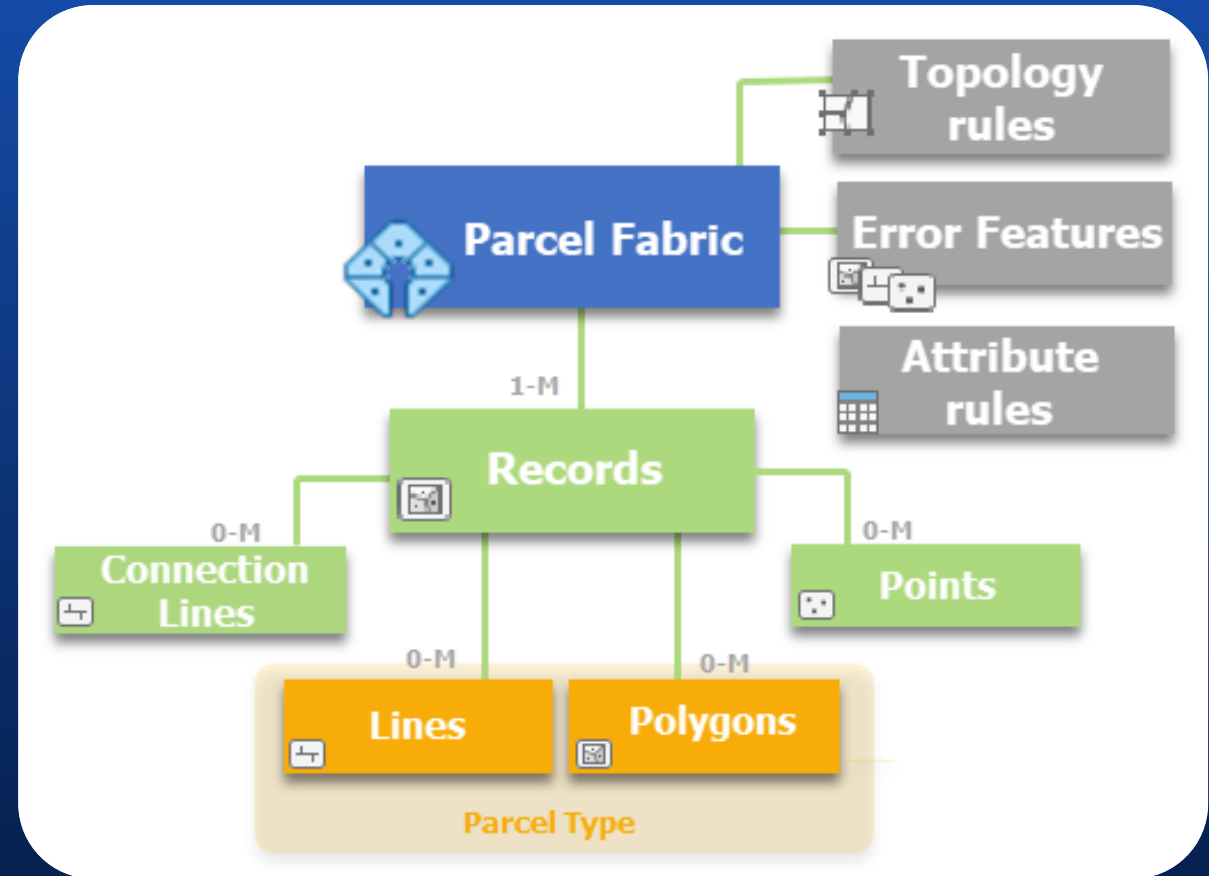 Topology
rules
Parcel Fabric
Error Features
Attribute
rules
1-M
Records
0-M
0-M
Connection
Lines
Points
0-M
0-M
Lines
Polygons
Parcel Type